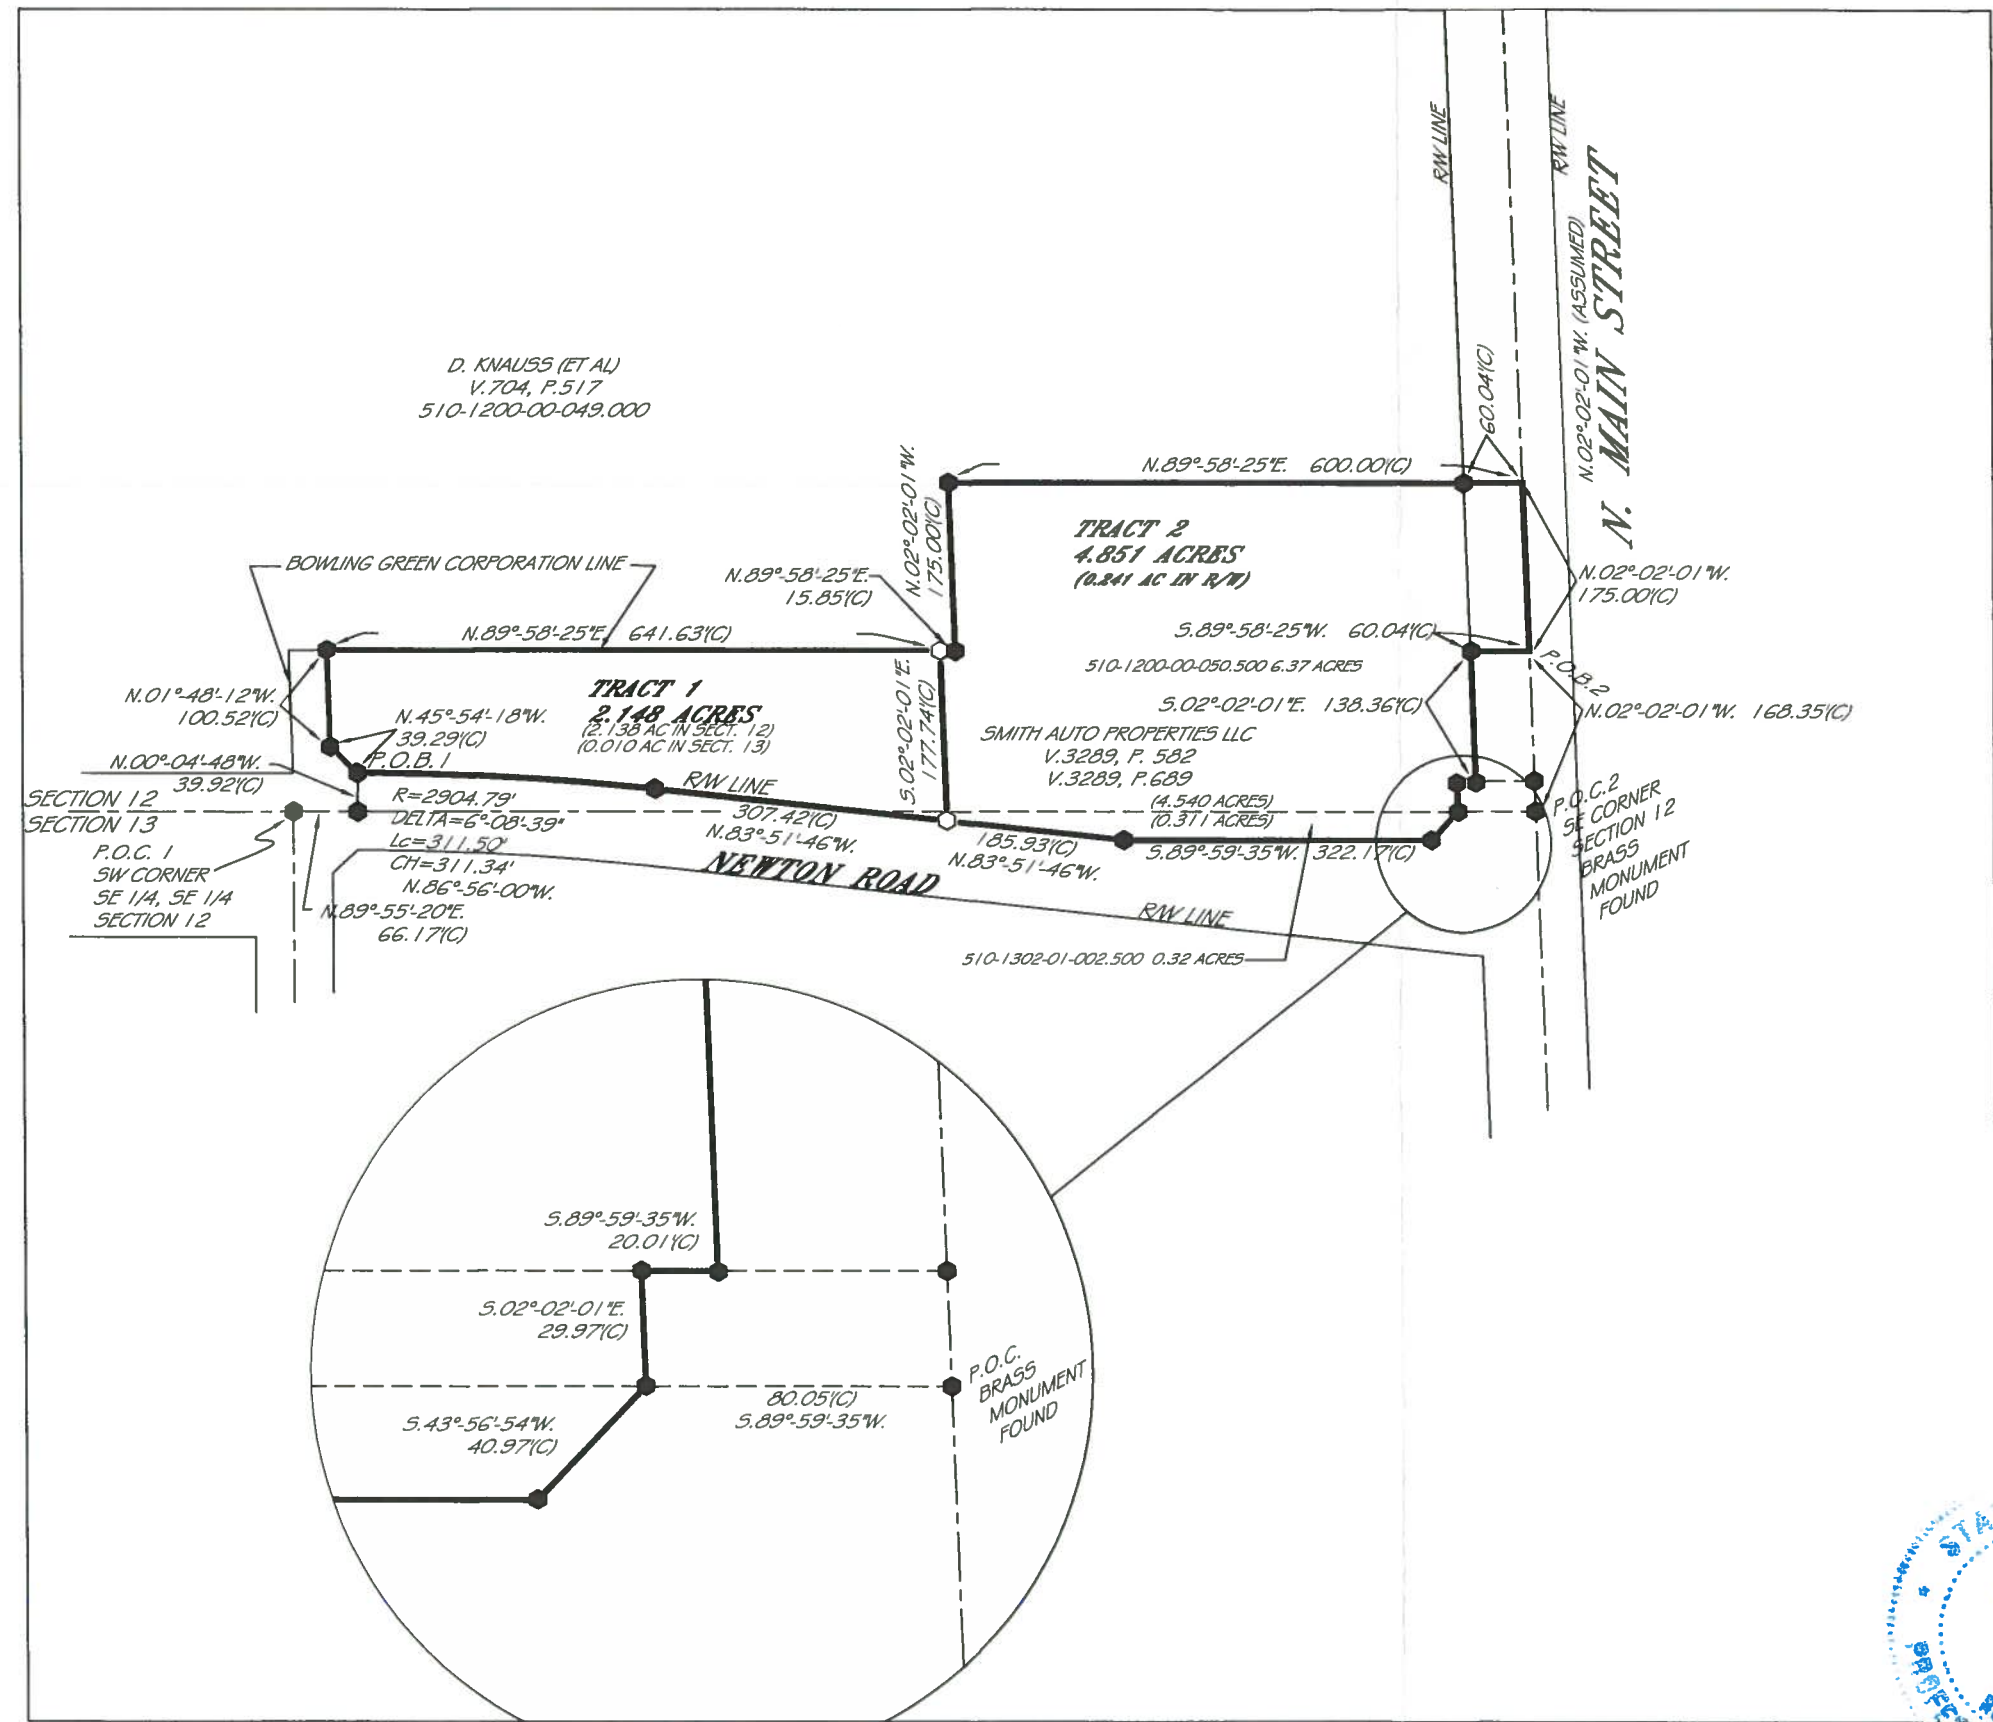 R/W LINE
R/W LINE
N.02°-02'-01"W. (ASSUMED)
N. MAIN STREET
D. KNAUSS (ET AL)
V.704, P.517
510-1200-00-049.000
60.04'(C)
N.89°-58'-25"E. 600.00'(C)
N.02°-02'-01"W.
175.00'(C)
TRACT 2
4.851 ACRES
(0.241 AC IN R/W)
BOWLING GREEN CORPORATION LINE
N.89°-58'-25"E.
15.85'(C)
N.02°-02'-01"W.
175.00'(C)
N.89°-58'-25"E. 641.63'(C)
S.89°-58'-25"W. 60.04'(C)
510-1200-00-050.500 6.37 ACRES
P.O.B.2
N.01°-48'-12"W.
100.52'(C)
TRACT 1
2.148 ACRES
(2.138 AC IN SECT. 12)
(0.010 AC IN SECT. 13)
S.02°-02'-01"E.
177.74'(C)
S.02°-02'-01"E. 138.36'(C)
N.02°-02'-01"W. 168.35'(C)
N.45°-54'-18"W.
39.29'(C)
P.O.B.1
SMITH AUTO PROPERTIES LLC
V.3289, P. 582
V.3289, P.689
N.00°-04'-48"W.
39.92'(C)
SECTION 12
SECTION 13
R/W LINE
307.42'(C)
N.83°-51'-46"W.
(4.540 ACRES)
(0.311 ACRES)
R=2904.79'
DELTA=6°-08'-39"
Lc=311.50'
CH=311.34'
N.86°-56'-00"W.
P.O.C. 1
SW CORNER
SE 1/4, SE 1/4
SECTION 12
185.93'(C)
N.83°-51'-46"W.
S.89°-59'-35"W. 322.17'(C)
P.O.C.2
SE CORNER
SECTION 12
BRASS
MONUMENT
FOUND
NEWTON ROAD
N.89°-55'-20"E.
66.17'(C)
R/W LINE
510-1302-01-002.500 0.32 ACRES
S.89°-59'-35"W.
20.01'(C)
S.02°-02'-01"E.
29.97'(C)
P.O.C.
BRASS
MONUMENT
FOUND
80.05'(C)
S.89°-59'-35"W.
S.43°-56'-54"W.
40.97'(C)